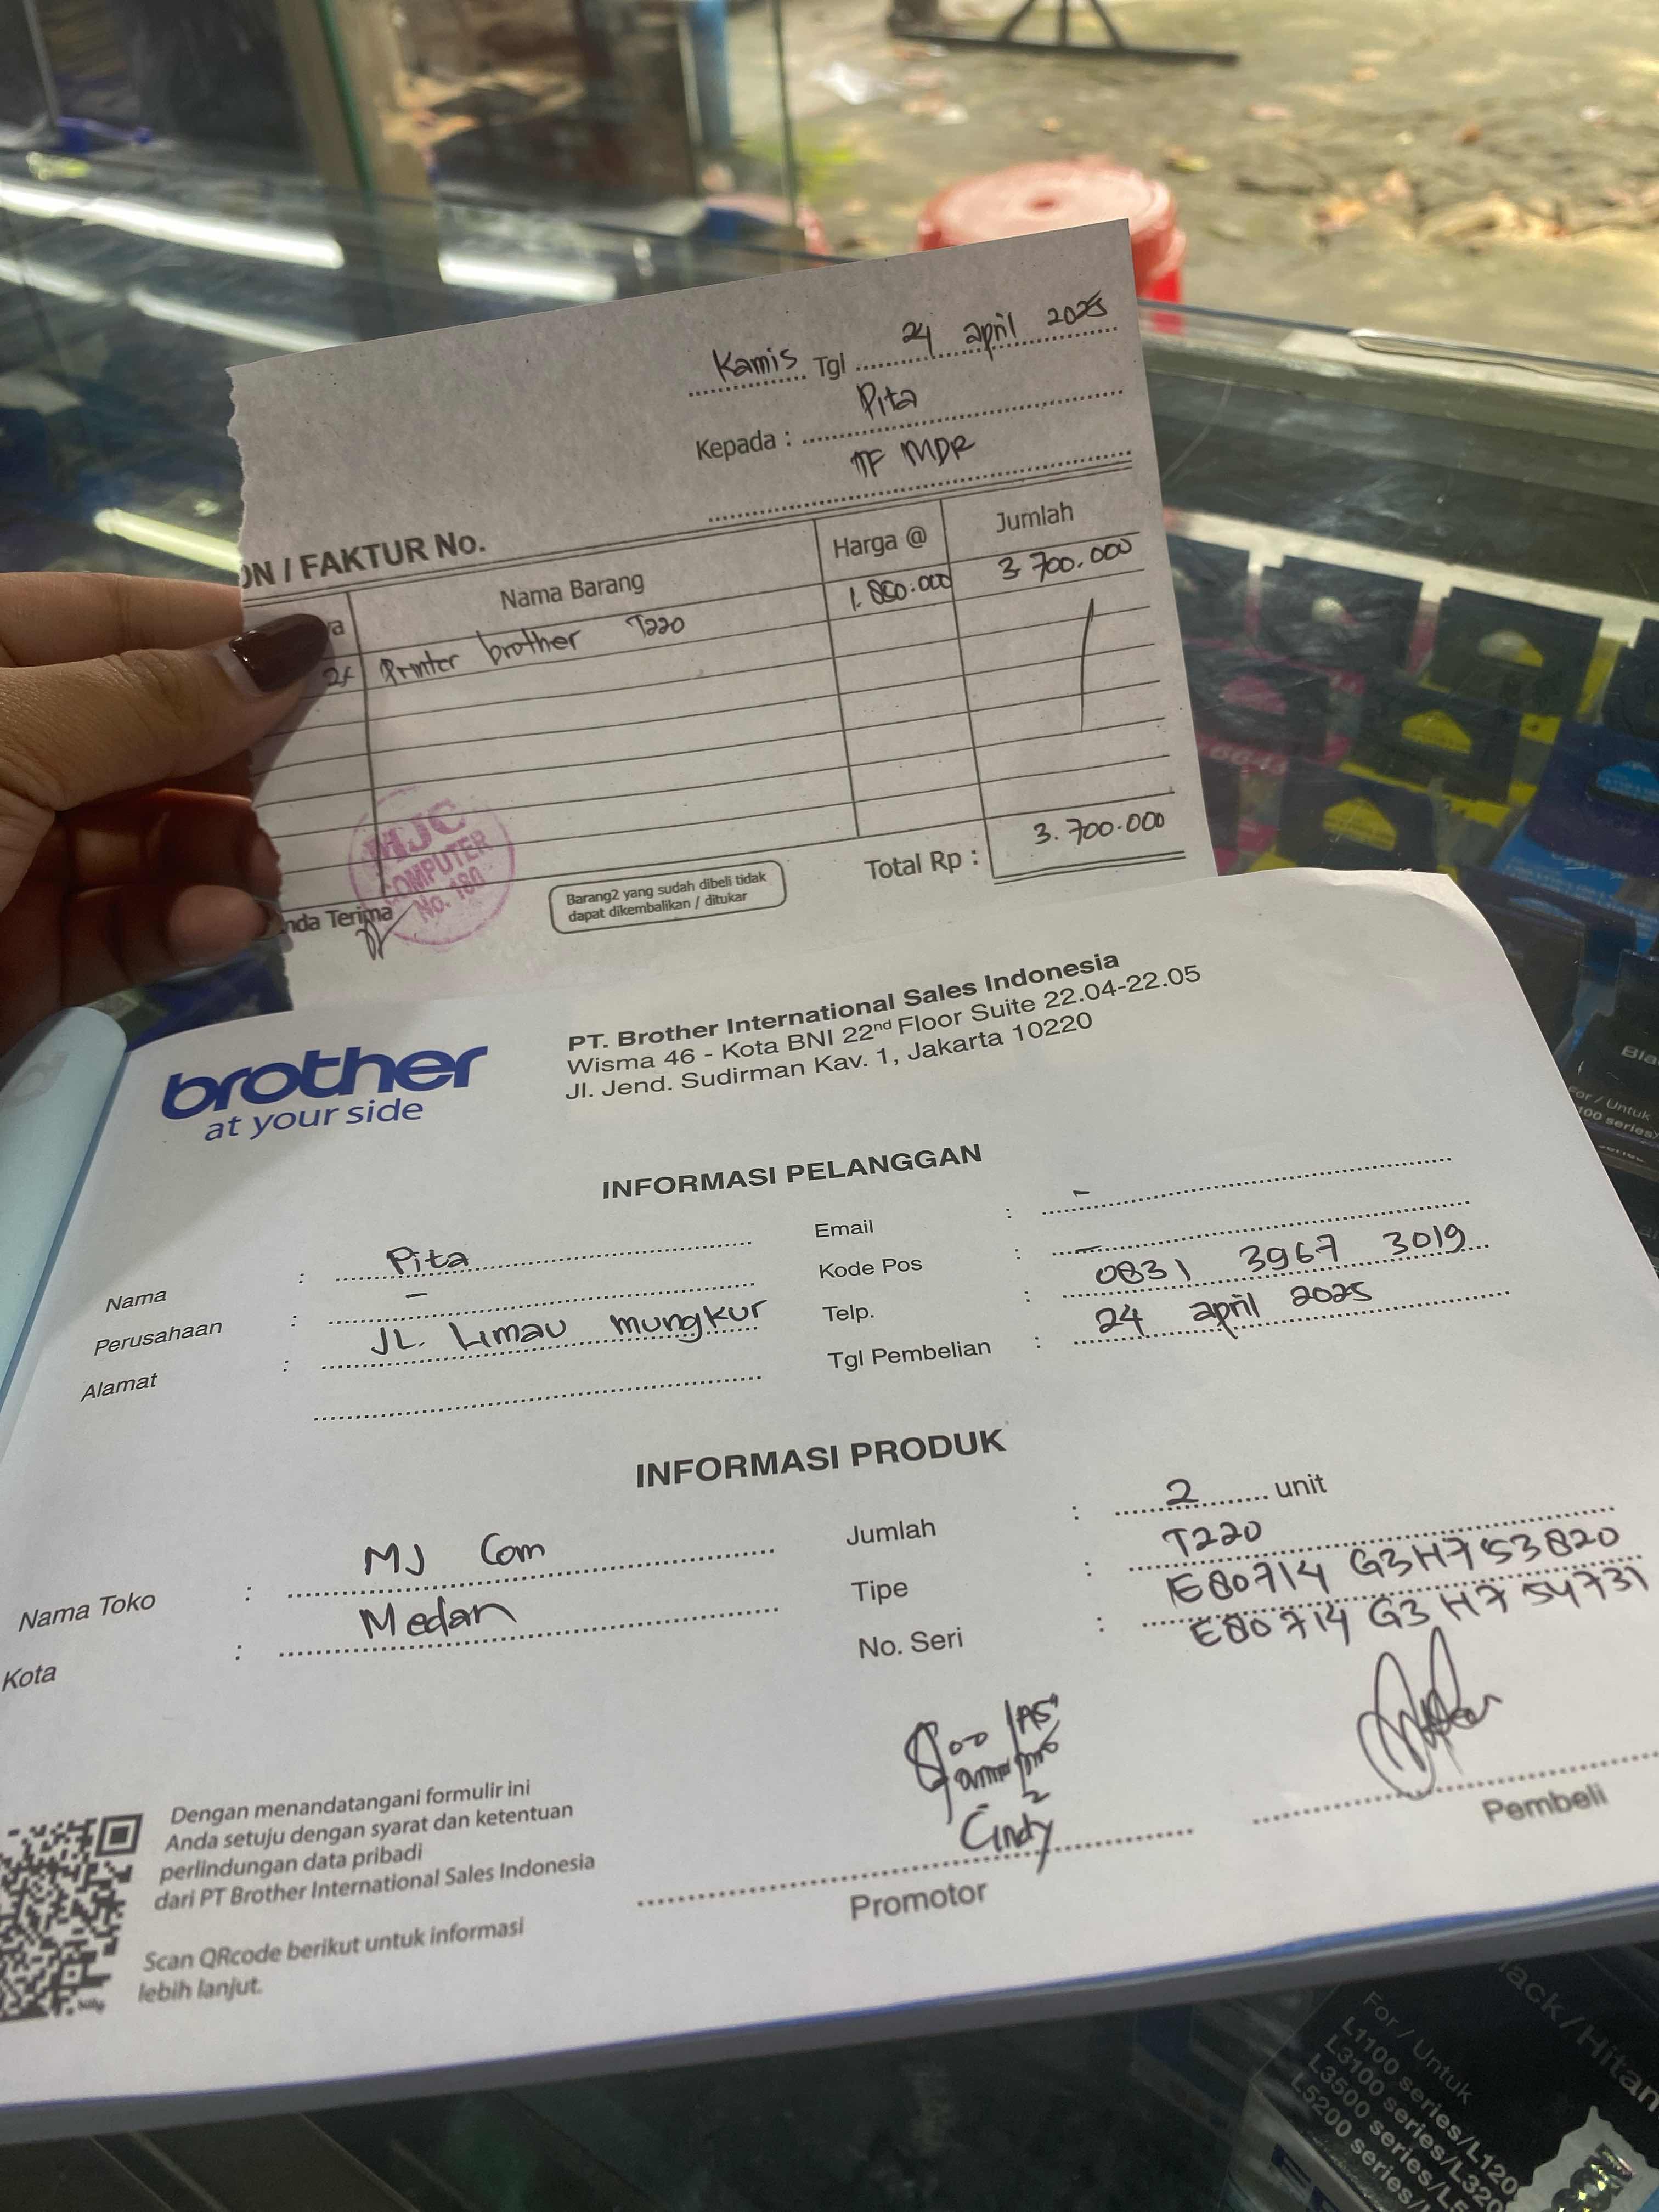 Kamis Tgl 24 april 2025
Kepada : Pita
TF MDR
ON / FAKTUR No.
Nama Barang Harga @ Jumlah
2x Printer brother T220 1.850.000 3.700.000
Total Rp : 3.700.000
MJC
COMPUTER
No. 180
nda Terima
Barang2 yang sudah dibeli tidak
dapat dikembalikan / ditukar
brother
at your side
PT. Brother International Sales Indonesia
Wisma 46 - Kota BNI 22nd Floor Suite 22.04-22.05
Jl. Jend. Sudirman Kav. 1, Jakarta 10220
INFORMASI PELANGGAN
Nama : Pita
Perusahaan : -
Alamat : JL. Limau mungkur
Email : -
Kode Pos : -
Telp. : 0831 3967 3019
Tgl Pembelian : 24 april 2025
INFORMASI PRODUK
Nama Toko : MJ Com
Kota : Medan
Jumlah : 2 unit
Tipe : T220
No. Seri : E80714 G3H753820
E80714 G3 H7 54731
Cindy
Promotor
Pembeli
Dengan menandatangani formulir ini
Anda setuju dengan syarat dan ketentuan
perlindungan data pribadi
dari PT Brother International Sales Indonesia
Scan QRcode berikut untuk informasi
lebih lanjut.
For / Untuk
L1100 series/L120
L3100 series/L320
L3500 series/L
L5200 series/